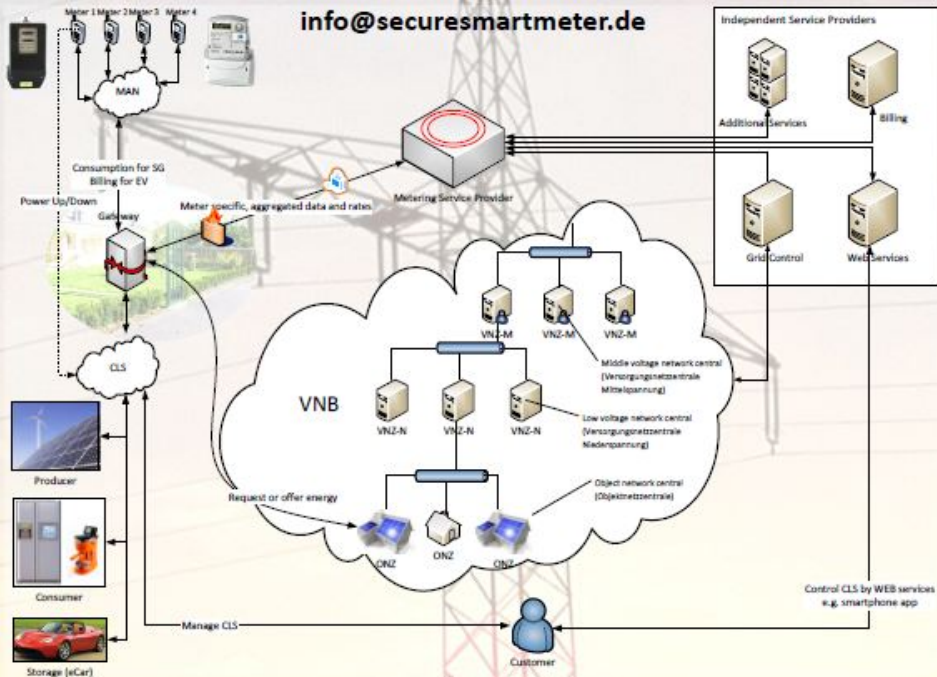 info@securesmartmeter.de
Meter 1 Meter 2 Meter 3 Meter 4
MAN
Consumption for SG
Billing for EV
Power Up/Down
Gateway
Meter specific, aggregated data and rates
Metering Service Provider
Independent Service Providers
Additional Services
Billing
Grid Control
Web Services
CLS
Producer
Consumer
Storage (eCar)
VNB
VNZ-M
VNZ-M
VNZ-M
Middle voltage network central
(Versorgungsnetzzentrale
Mittelspannung)
VNZ-N
VNZ-N
VNZ-N
Low voltage network central
(Versorgungsnetzzentrale
Niederspannung)
Object network central
(Objektnetzzentrale)
Request or offer energy
ONZ
ONZ
ONZ
Manage CLS
Customer
Control CLS by WEB services
e.g. smartphone app